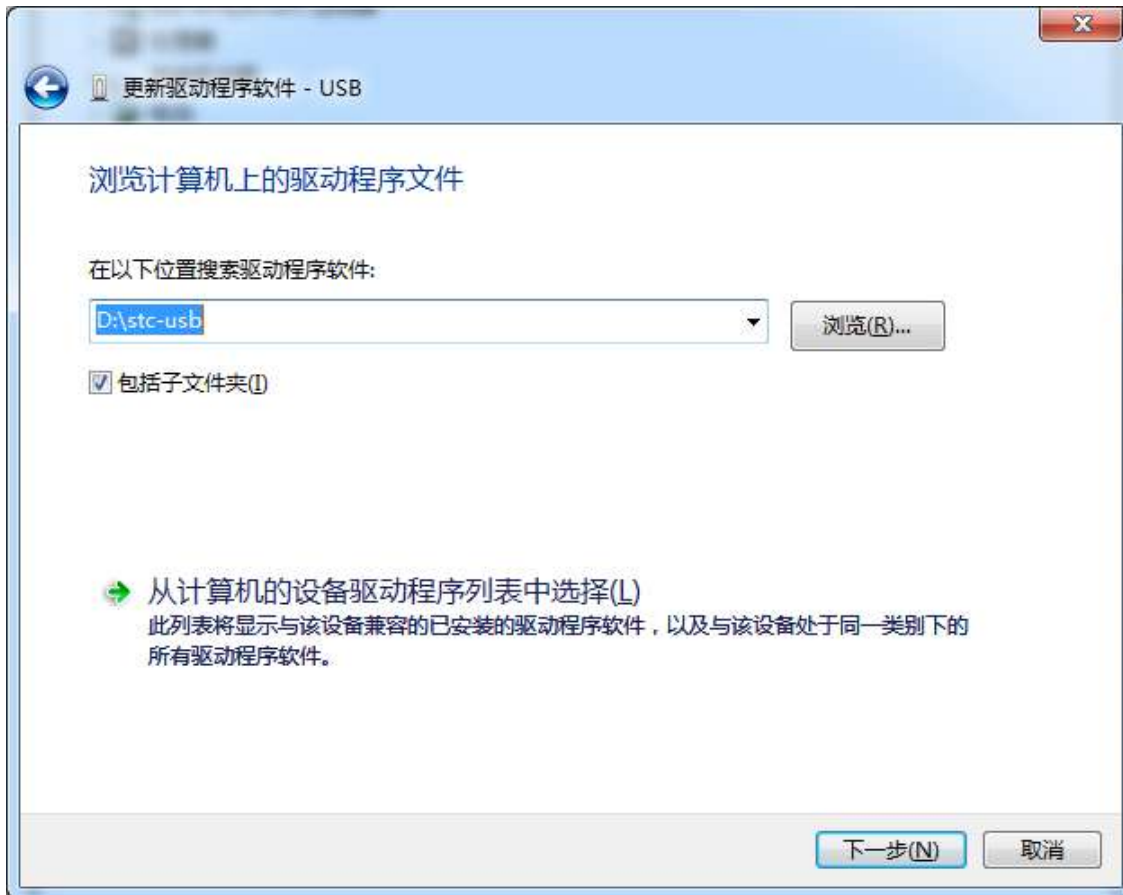 更新驱动程序软件 - USB
浏览计算机上的驱动程序文件
在以下位置搜索驱动程序软件:
D:\stc-usb
浏览(R)...
包括子文件夹(I)
从计算机的设备驱动程序列表中选择(L)
此列表将显示与该设备兼容的已安装的驱动程序软件，以及与该设备处于同一类别下的
所有驱动程序软件。
下一步(N)
取消